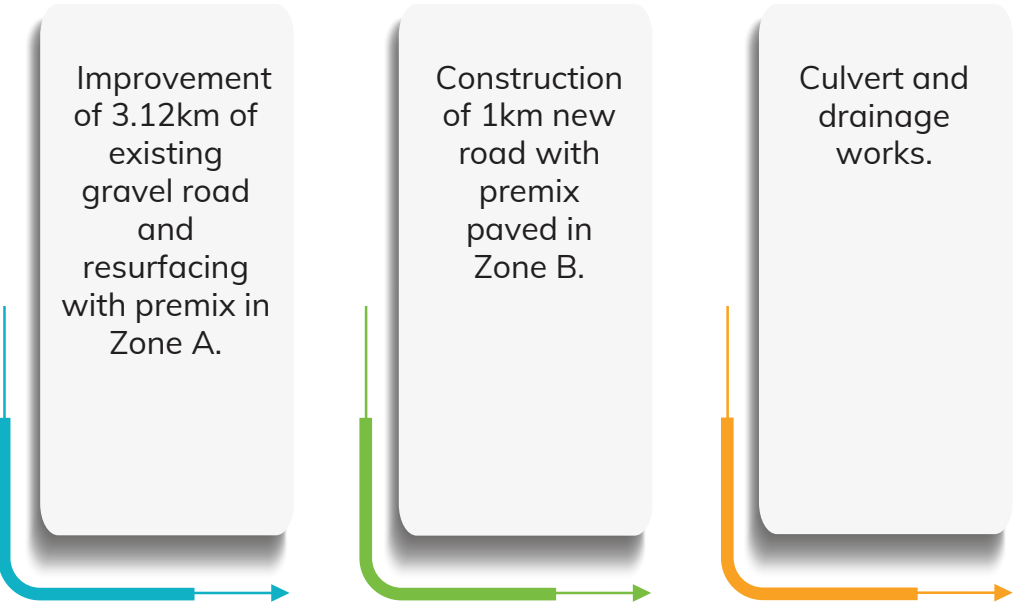 Improvement
of 3.12km of
existing
gravel road
and
resurfacing
with premix in
Zone A.
Construction
of 1km new
road with
premix
paved in
Zone B.
Culvert and
drainage
works.